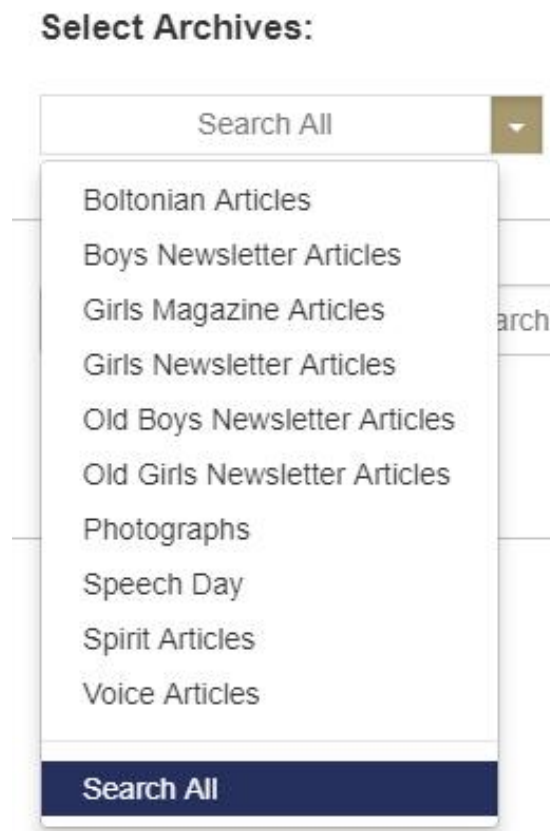 Select Archives:
Search All
Boltonian Articles
Boys Newsletter Articles
Girls Magazine Articles
arch
Girls Newsletter Articles
Old Boys Newsletter Articles
Old Girls Newsletter Articles
Photographs
Speech Day
Spirit Articles
Voice Articles
Search All